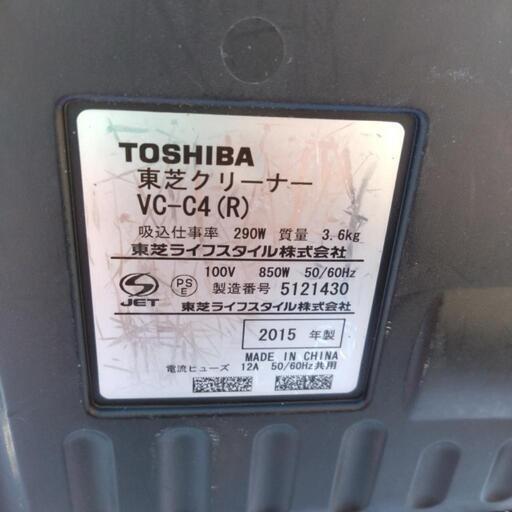 TOSHIBA
東芝クリーナー
VC-C4(R)
吸込仕事率 290W 質量 3.6kg
東芝ライフスタイル株式会社
100V 850W 50/60Hz
JET PS E 製造番号 5121430
東芝ライフスタイル株式会社
2015 年製
MADE IN CHINA
電流ヒューズ 12A 50/60Hz共用